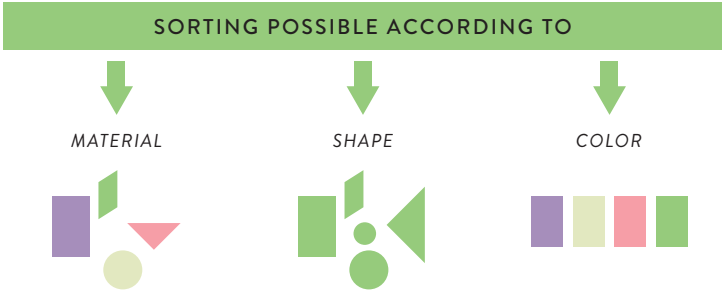 SORTING POSSIBLE ACCORDING TO
MATERIAL
SHAPE
COLOR